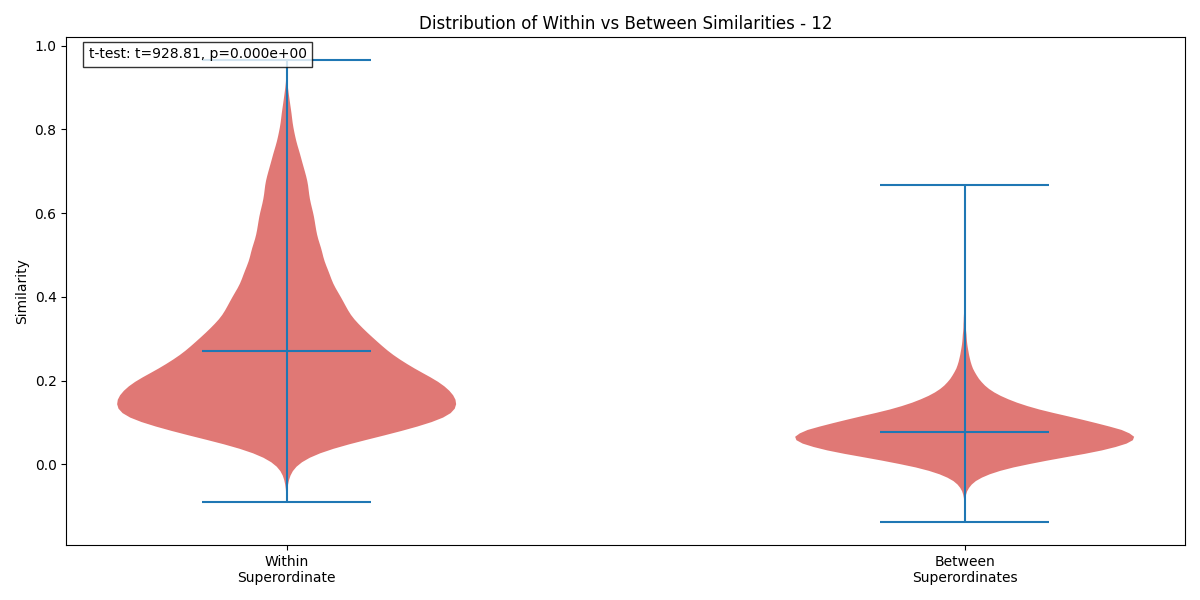 Distribution of Within vs Between Similarities - 12
t-test: t=928.81, p=0.000e+00
Similarity
1.0
0.8
0.6
0.4
0.2
0.0
Within
Superordinate
Between
Superordinates